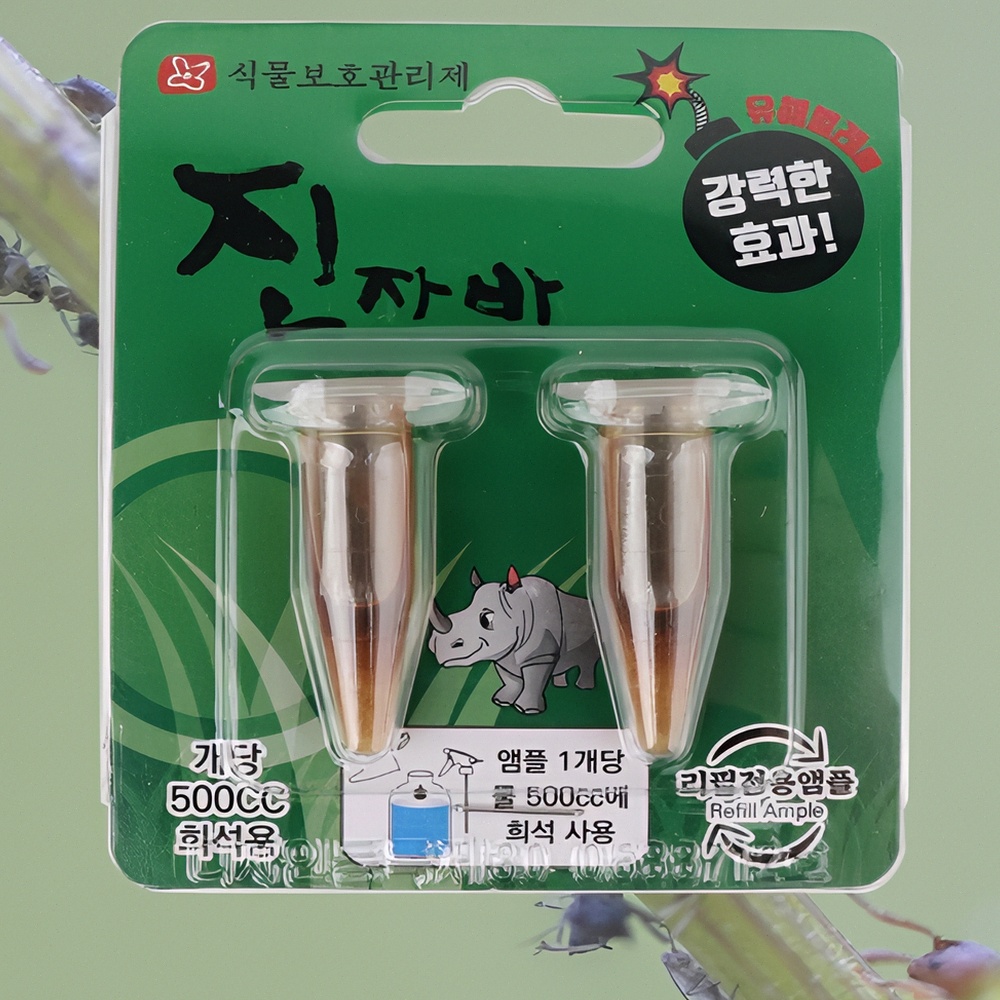 식물보호관리제
강력한
효과!
진자바
개당
500CC
희석용
앰플 1개당
물 500cc에
희석 사용
리필전용앰플
Refill Ample